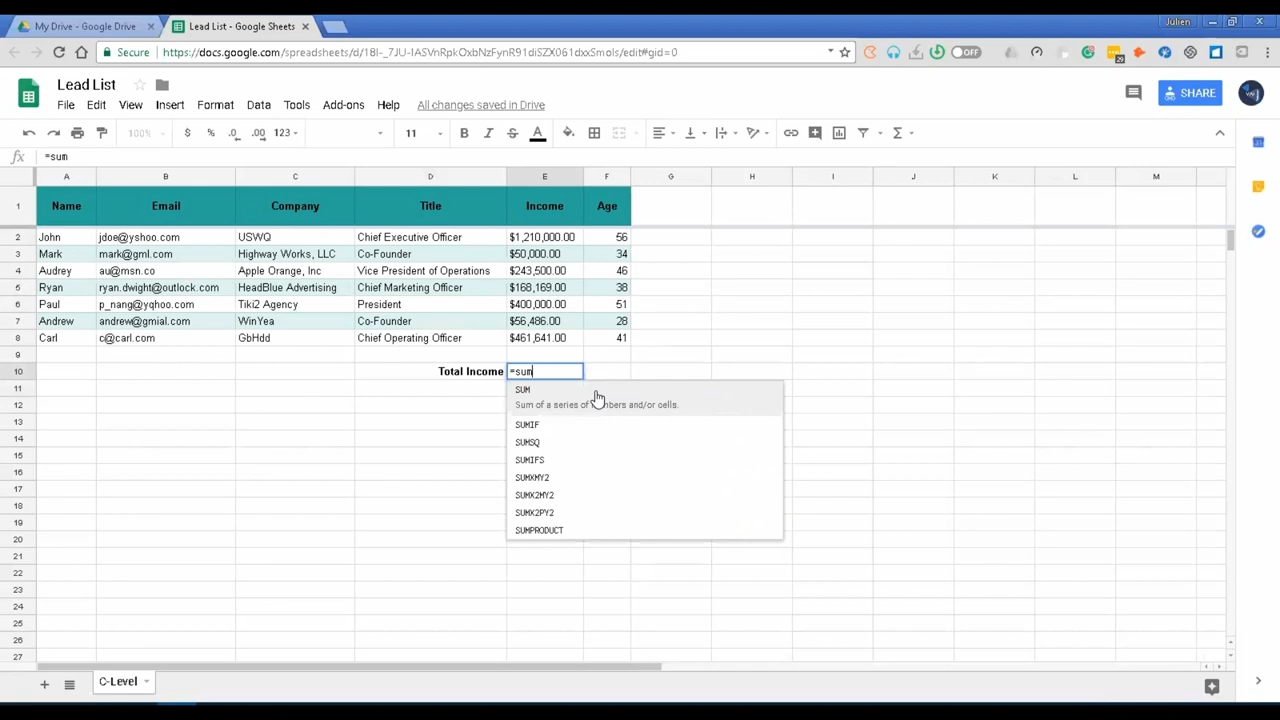 My Drive - Google Drive
Lead List - Google Sheets
Julien
Secure
https://docs.google.com/spreadsheets/d/1Bl-_7JU-IASVnRpkOxbNzFynR91diSZX061dxxSmols/edit#gid=0
OFF
29
Lead List
File Edit View Insert Format Data Tools Add-ons Help All changes saved in Drive
SHARE
100% $ % .0 .00 123 11 B I S A Σ
fx =sum
A B C D E F G H I J K L M
1 Name Email Company Title Income Age
2 John jdoe@yshoo.com USWQ Chief Executive Officer $1,210,000.00 56
3 Mark mark@gml.com Highway Works, LLC Co-Founder $50,000.00 34
4 Audrey au@msn.co Apple Orange, Inc Vice President of Operations $243,500.00 46
5 Ryan ryan.dwight@outlock.com HeadBlue Advertising Chief Marketing Officer $168,169.00 38
6 Paul p_nang@yqhoo.com Tiki2 Agency President $400,000.00 51
7 Andrew andrew@gmial.com WinYea Co-Founder $56,486.00 28
8 Carl c@carl.com GbHdd Chief Operating Officer $461,641.00 41
9
10 Total Income =sum
11 SUM
12 Sum of a series of numbers and/or cells.
13 SUMIF
14 SUMSQ
15 SUMIFS
16 SUMXMY2
17 SUMX2MY2
18 SUMX2PY2
19 SUMPRODUCT
20
21
22
23
24
25
26
27
C-Level